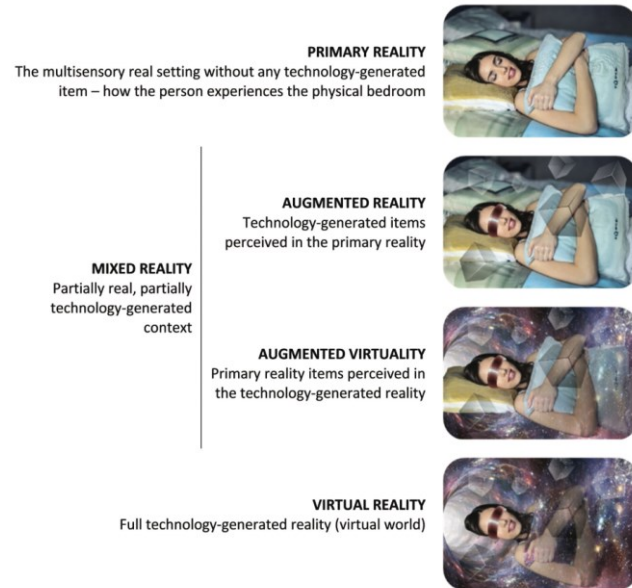 PRIMARY REALITY
The multisensory real setting without any technology-generated
item – how the person experiences the physical bedroom
AUGMENTED REALITY
Technology-generated items
perceived in the primary reality
MIXED REALITY
Partially real, partially
technology-generated
context
AUGMENTED VIRTUALITY
Primary reality items perceived in
the technology-generated reality
VIRTUAL REALITY
Full technology-generated reality (virtual world)